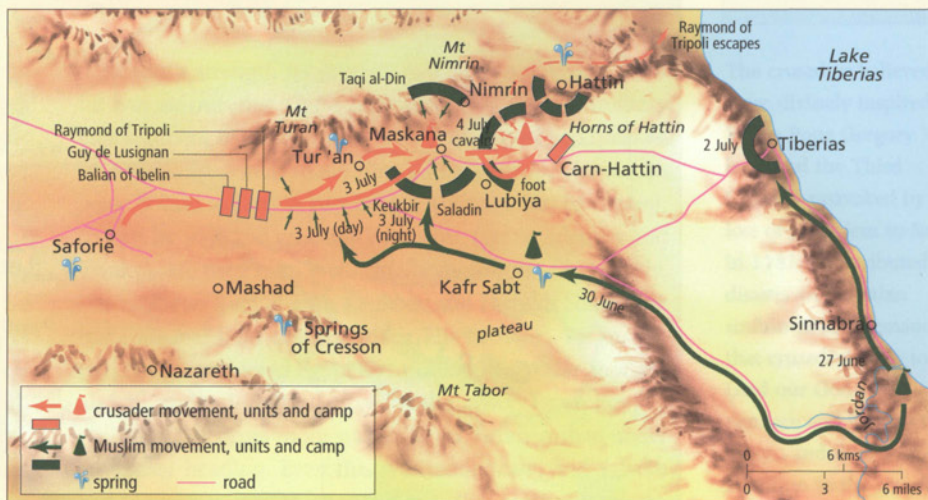 Raymond of
Tripoli escapes
Lake
Tiberias
Mt
Nimrin
Taqi al-Din
Nimrin
Hattin
Mt
Turan
Raymond of Tripoli
Guy de Lusignan
Balian of Ibelin
Maskana
4 July
cavalry
Horns of Hattin
2 July
Tiberias
Tur 'an
3 July
Carn-Hattin
foot
Lubiya
Keukbir
3 July
(night)
Saladin
3 July (day)
Saforie
Kafr Sabt
30 June
Mashad
plateau
Springs
of Cresson
Sinnabra
27 June
Nazareth
Mt Tabor
Jordan
crusader movement, units and camp
Muslim movement, units and camp
spring
road
0 6 kms
0 3 6 miles